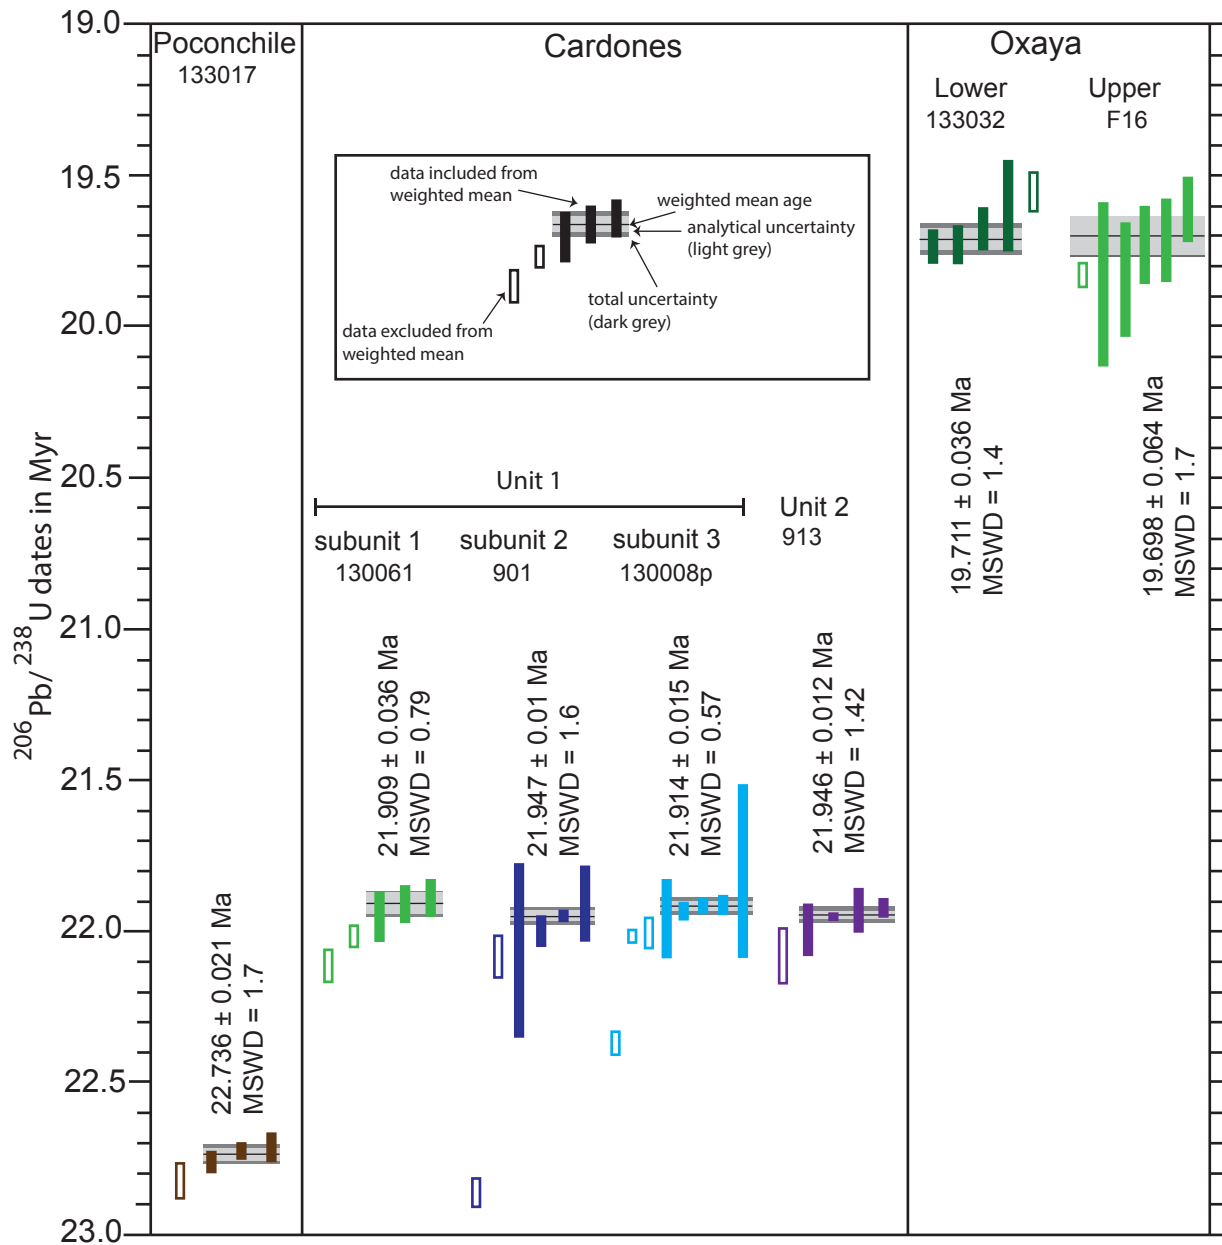 19.0
19.5
20.0
20.5
21.0
21.5
22.0
22.5
23.0
206Pb/238U dates in Myr
Poconchile
133017
22.736 ± 0.021 Ma
MSWD = 1.7
Cardones
data included from
weighted mean
weighted mean age
analytical uncertainty
(light grey)
total uncertainty
(dark grey)
data excluded from
weighted mean
Unit 1
subunit 1
130061
21.909 ± 0.036 Ma
MSWD = 0.79
subunit 2
901
21.947 ± 0.01 Ma
MSWD = 1.6
subunit 3
130008p
21.914 ± 0.015 Ma
MSWD = 0.57
Unit 2
913
21.946 ± 0.012 Ma
MSWD = 1.42
Oxaya
Lower
133032
19.711 ± 0.036 Ma
MSWD = 1.4
Upper
F16
19.698 ± 0.064 Ma
MSWD = 1.7